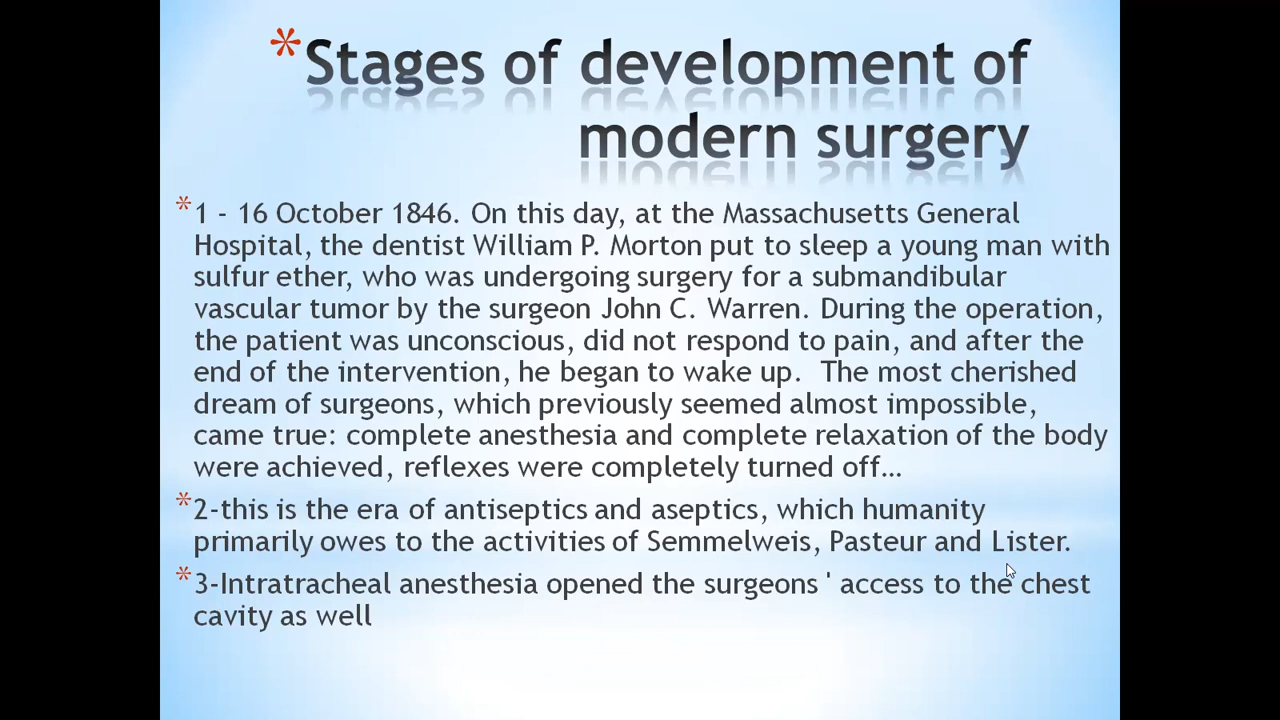 *Stages of development of
modern surgery
*1 - 16 October 1846. On this day, at the Massachusetts General
Hospital, the dentist William P. Morton put to sleep a young man with
sulfur ether, who was undergoing surgery for a submandibular
vascular tumor by the surgeon John C. Warren. During the operation,
the patient was unconscious, did not respond to pain, and after the
end of the intervention, he began to wake up.  The most cherished
dream of surgeons, which previously seemed almost impossible,
came true: complete anesthesia and complete relaxation of the body
were achieved, reflexes were completely turned off…
*2-this is the era of antiseptics and aseptics, which humanity
primarily owes to the activities of Semmelweis, Pasteur and Lister.
*3-Intratracheal anesthesia opened the surgeons ' access to the chest
cavity as well